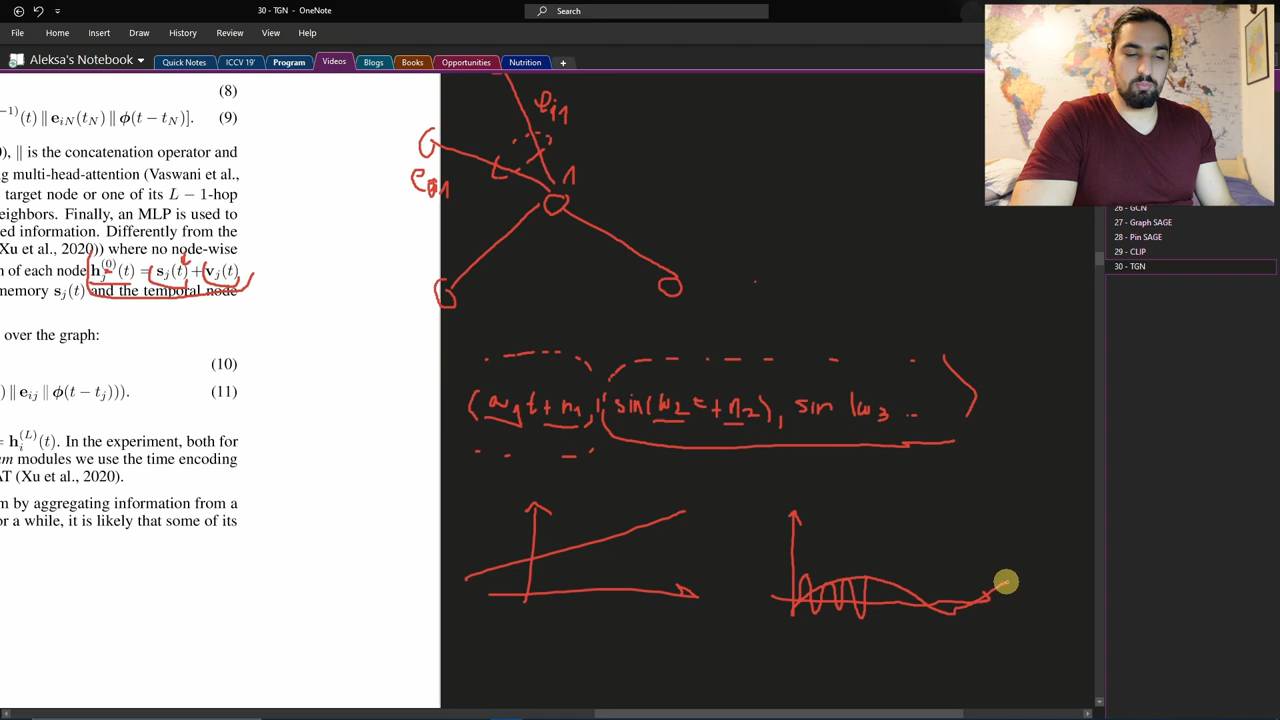 30 - TGN - OneNote
Search
File Home Insert Draw History Review View Help
Aleksa's Notebook
Quick Notes ICCV 19' Program Videos Blogs Books Opportunities Nutrition +
(8)
−1)(t) ∥ e_iN(t_N) ∥ ϕ(t − t_N)]. (9)
0), ∥ is the concatenation operator and
g multi-head-attention (Vaswani et al.,
target node or one of its L − 1-hop
eighbors. Finally, an MLP is used to
ed information. Differently from the
Xu et al., 2020)) where no node-wise
n of each node h_j^(0)(t) = s_j(t) + v_j(t)
memory s_j(t) and the temporal node
over the graph:
(10)
) ∥ e_ij ∥ ϕ(t − t_j))). (11)
= h_i^(L)(t). In the experiment, both for
m modules we use the time encoding
AT (Xu et al., 2020).
m by aggregating information from a
or a while, it is likely that some of its
e_i1
1
sin(w_2 t + n_2), sin(w_3 ..
26 - GCN
27 - Graph SAGE
28 - Pin SAGE
29 - CLIP
30 - TGN